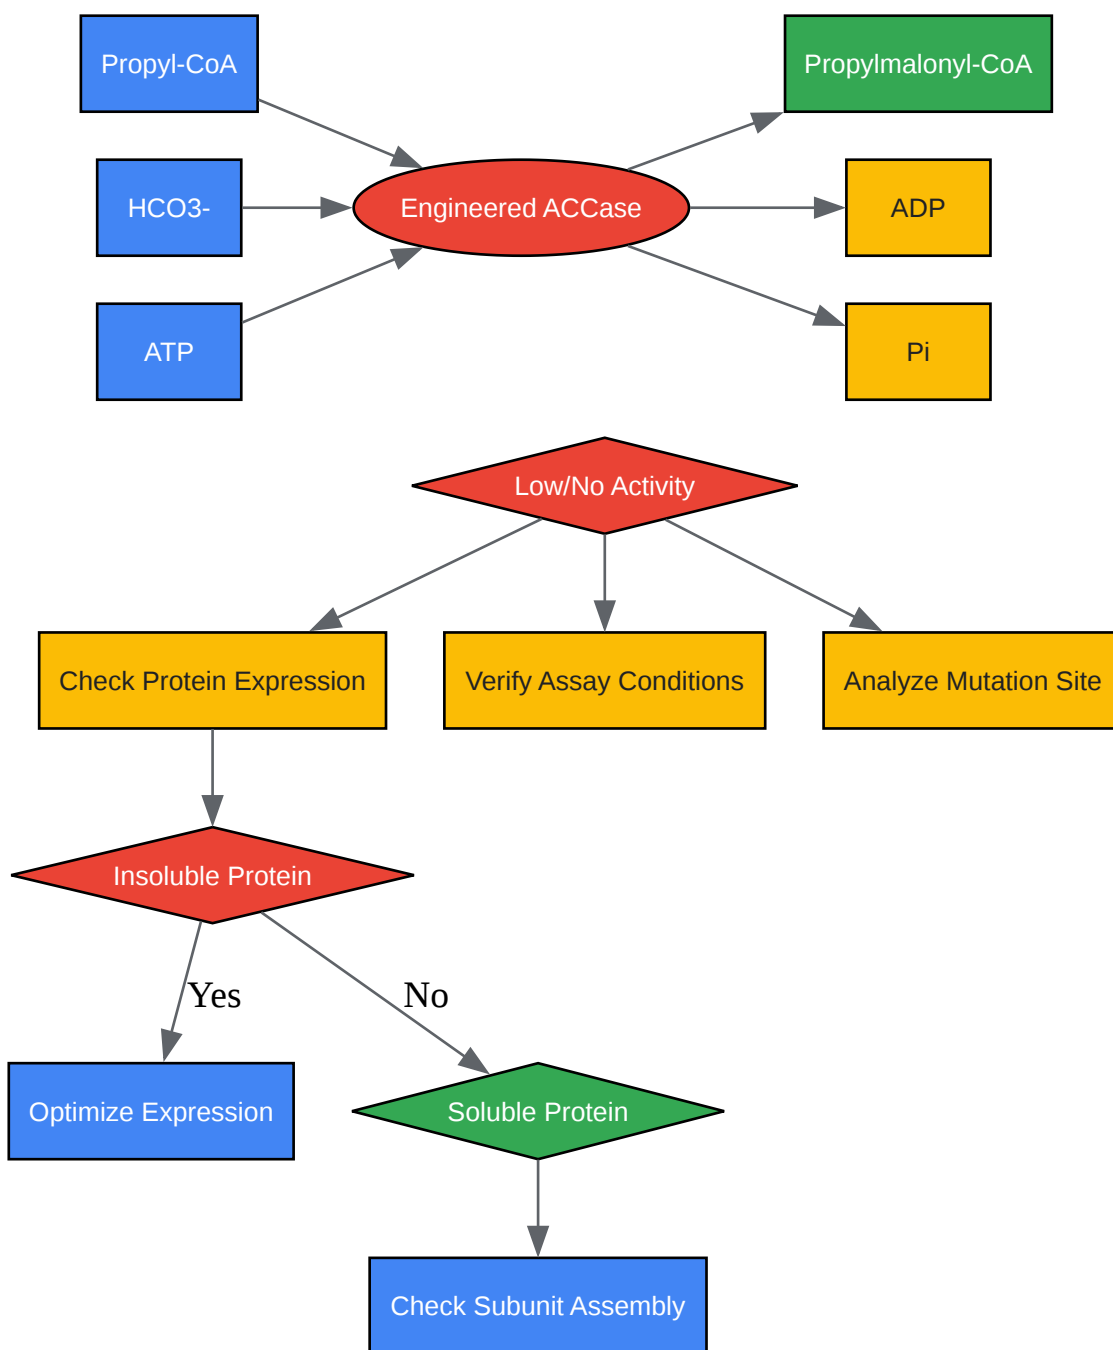 Propyl-CoA
Propylmalonyl-CoA
HCO3-
Engineered ACCase
ADP
ATP
Pi
Low/No Activity
Check Protein Expression
Verify Assay Conditions
Analyze Mutation Site
Insoluble Protein
Yes
No
Optimize Expression
Soluble Protein
Check Subunit Assembly